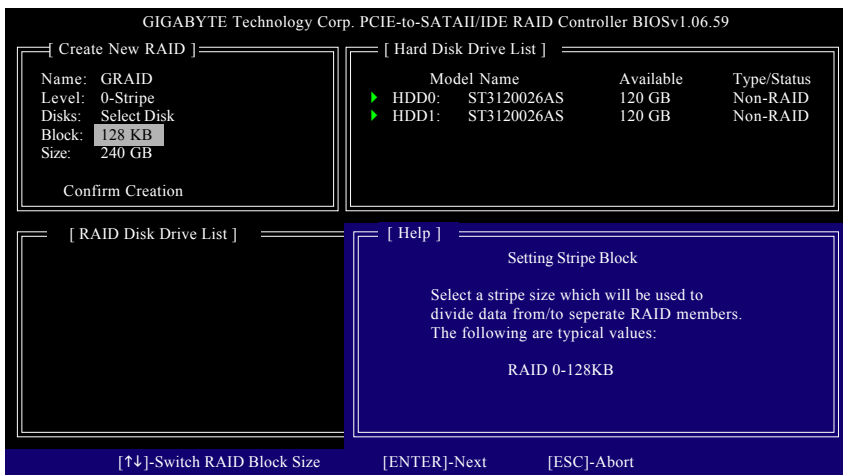 GIGABYTE Technology Corp. PCIE-to-SATAII/IDE RAID Controller BIOSv1.06.59
[ Create New RAID ]
Name: GRAID
Level: 0-Stripe
Disks: Select Disk
Block: 128 KB
Size: 240 GB
Confirm Creation
[ Hard Disk Drive List ]
Model Name Available Type/Status
HDD0: ST3120026AS 120 GB Non-RAID
HDD1: ST3120026AS 120 GB Non-RAID
[ RAID Disk Drive List ]
[ Help ]
Setting Stripe Block
Select a stripe size which will be used to
divide data from/to seperate RAID members.
The following are typical values:
RAID 0-128KB
[↑↓]-Switch RAID Block Size [ENTER]-Next [ESC]-Abort